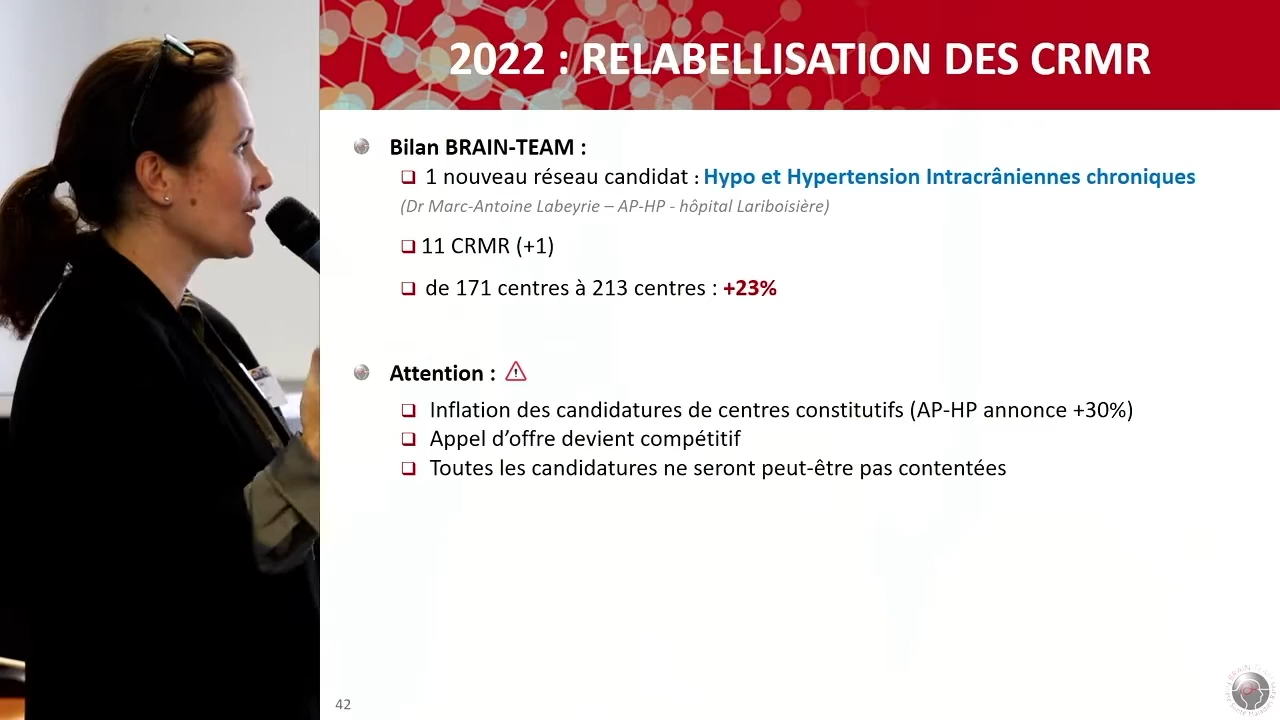 2022 : RELABELLISATION DES CRMR
Bilan BRAIN-TEAM :
1 nouveau réseau candidat : Hypo et Hypertension Intracrâniennes chroniques
(Dr Marc-Antoine Labeyrie – AP-HP - hôpital Lariboisière)
11 CRMR (+1)
de 171 centres à 213 centres : +23%
Attention :
Inflation des candidatures de centres constitutifs (AP-HP annonce +30%)
Appel d’offre devient compétitif
Toutes les candidatures ne seront peut-être pas contentées
42
BRAIN-TEAM